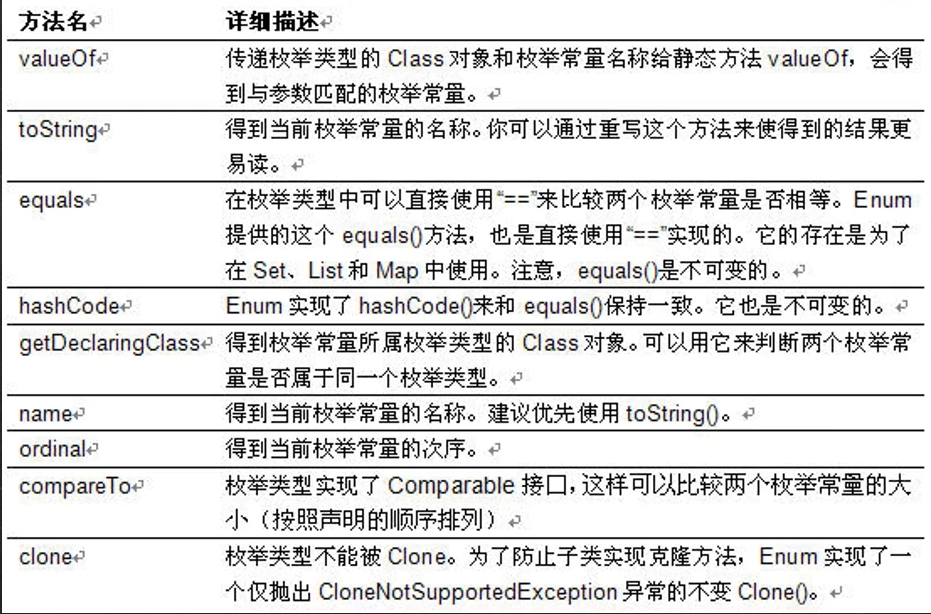 方法名 详细描述
valueOf 传递枚举类型的 Class 对象和枚举常量名称给静态方法 valueOf，会得
到与参数匹配的枚举常量。
toString 得到当前枚举常量的名称。你可以通过重写这个方法来使得到的结果更
易读。
equals 在枚举类型中可以直接使用“==”来比较两个枚举常量是否相等。Enum
提供的这个 equals()方法，也是直接使用“==”实现的。它的存在是为了
在 Set、List 和 Map 中使用。注意，equals()是不可变的。
hashCode Enum 实现了 hashCode()来和 equals()保持一致。它也是不可变的。
getDeclaringClass 得到枚举常量所属枚举类型的 Class 对象。可以用它来判断两个枚举常
量是否属于同一个枚举类型。
name 得到当前枚举常量的名称。建议优先使用 toString()。
ordinal 得到当前枚举常量的次序。
compareTo 枚举类型实现了 Comparable 接口，这样可以比较两个枚举常量的大
小（按照声明的顺序排列）
clone 枚举类型不能被 Clone。为了防止子类实现克隆方法，Enum 实现了一
个仅抛出 CloneNotSupportedException 异常的不变 Clone()。